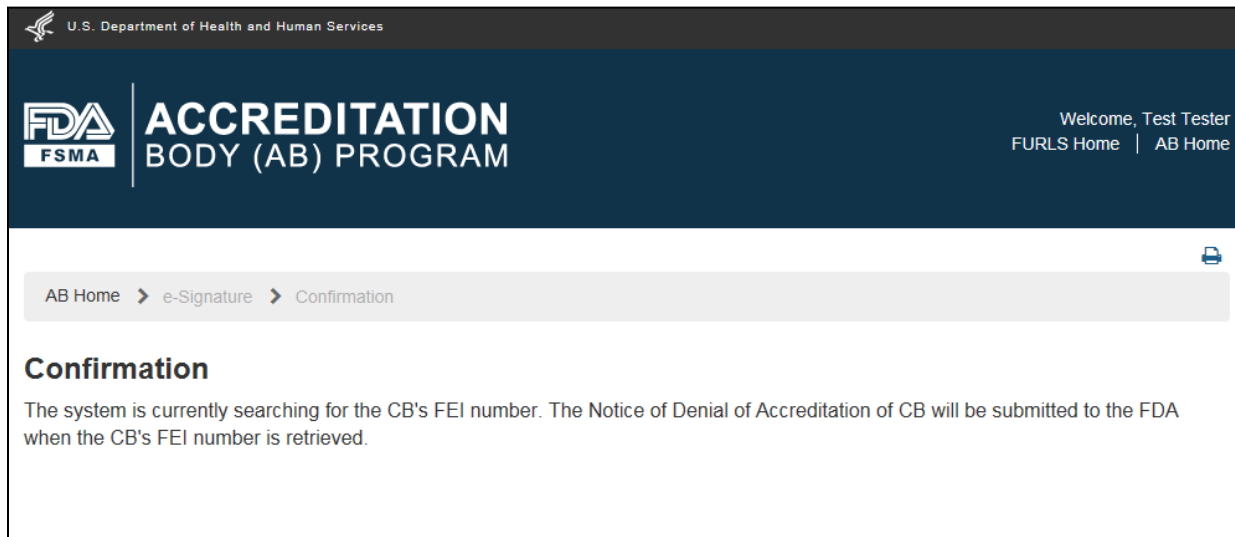 U.S. Department of Health and Human Services
FDA
FSMA
ACCREDITATION
BODY (AB) PROGRAM
Welcome, Test Tester
FURLS Home | AB Home
AB Home > e-Signature > Confirmation
Confirmation
The system is currently searching for the CB's FEI number. The Notice of Denial of Accreditation of CB will be submitted to the FDA
when the CB's FEI number is retrieved.